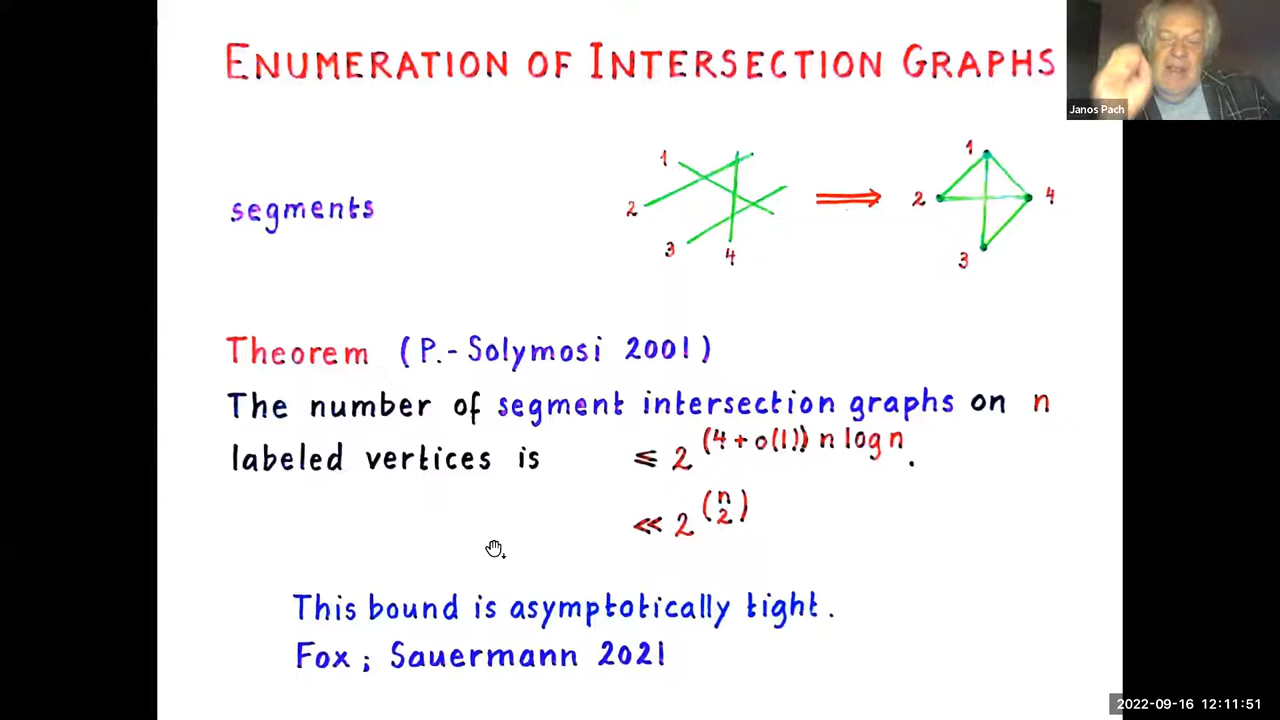 ENUMERATION OF INTERSECTION GRAPHS
Janos Pach
segments
1
2
3
4
1
2
4
3
Theorem (P.-Solymosi 2001)
The number of segment intersection graphs on n
labeled vertices is ≤ 2^{(4+o(1)) n log n}.
≪ 2^{\binom{n}{2}}
This bound is asymptotically tight.
Fox; Sauermann 2021
2022-09-16 12:11:51